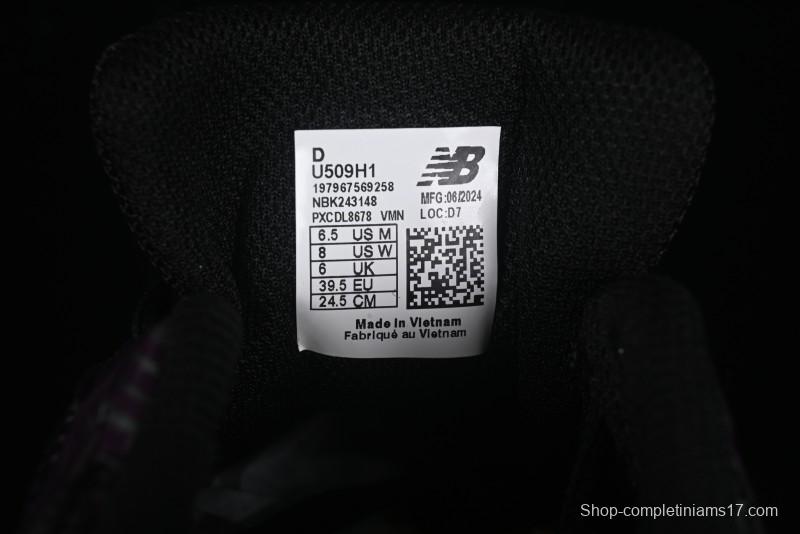 D
U509H1
197967569258
NBK243148
PXCDL8678 VMN
NB
MFG:06/2024
LOC:D7
6.5 US M
8 US W
6 UK
39.5 EU
24.5 CM
Made in Vietnam
Fabriqué au Vietnam
Shop-completiniams17.com